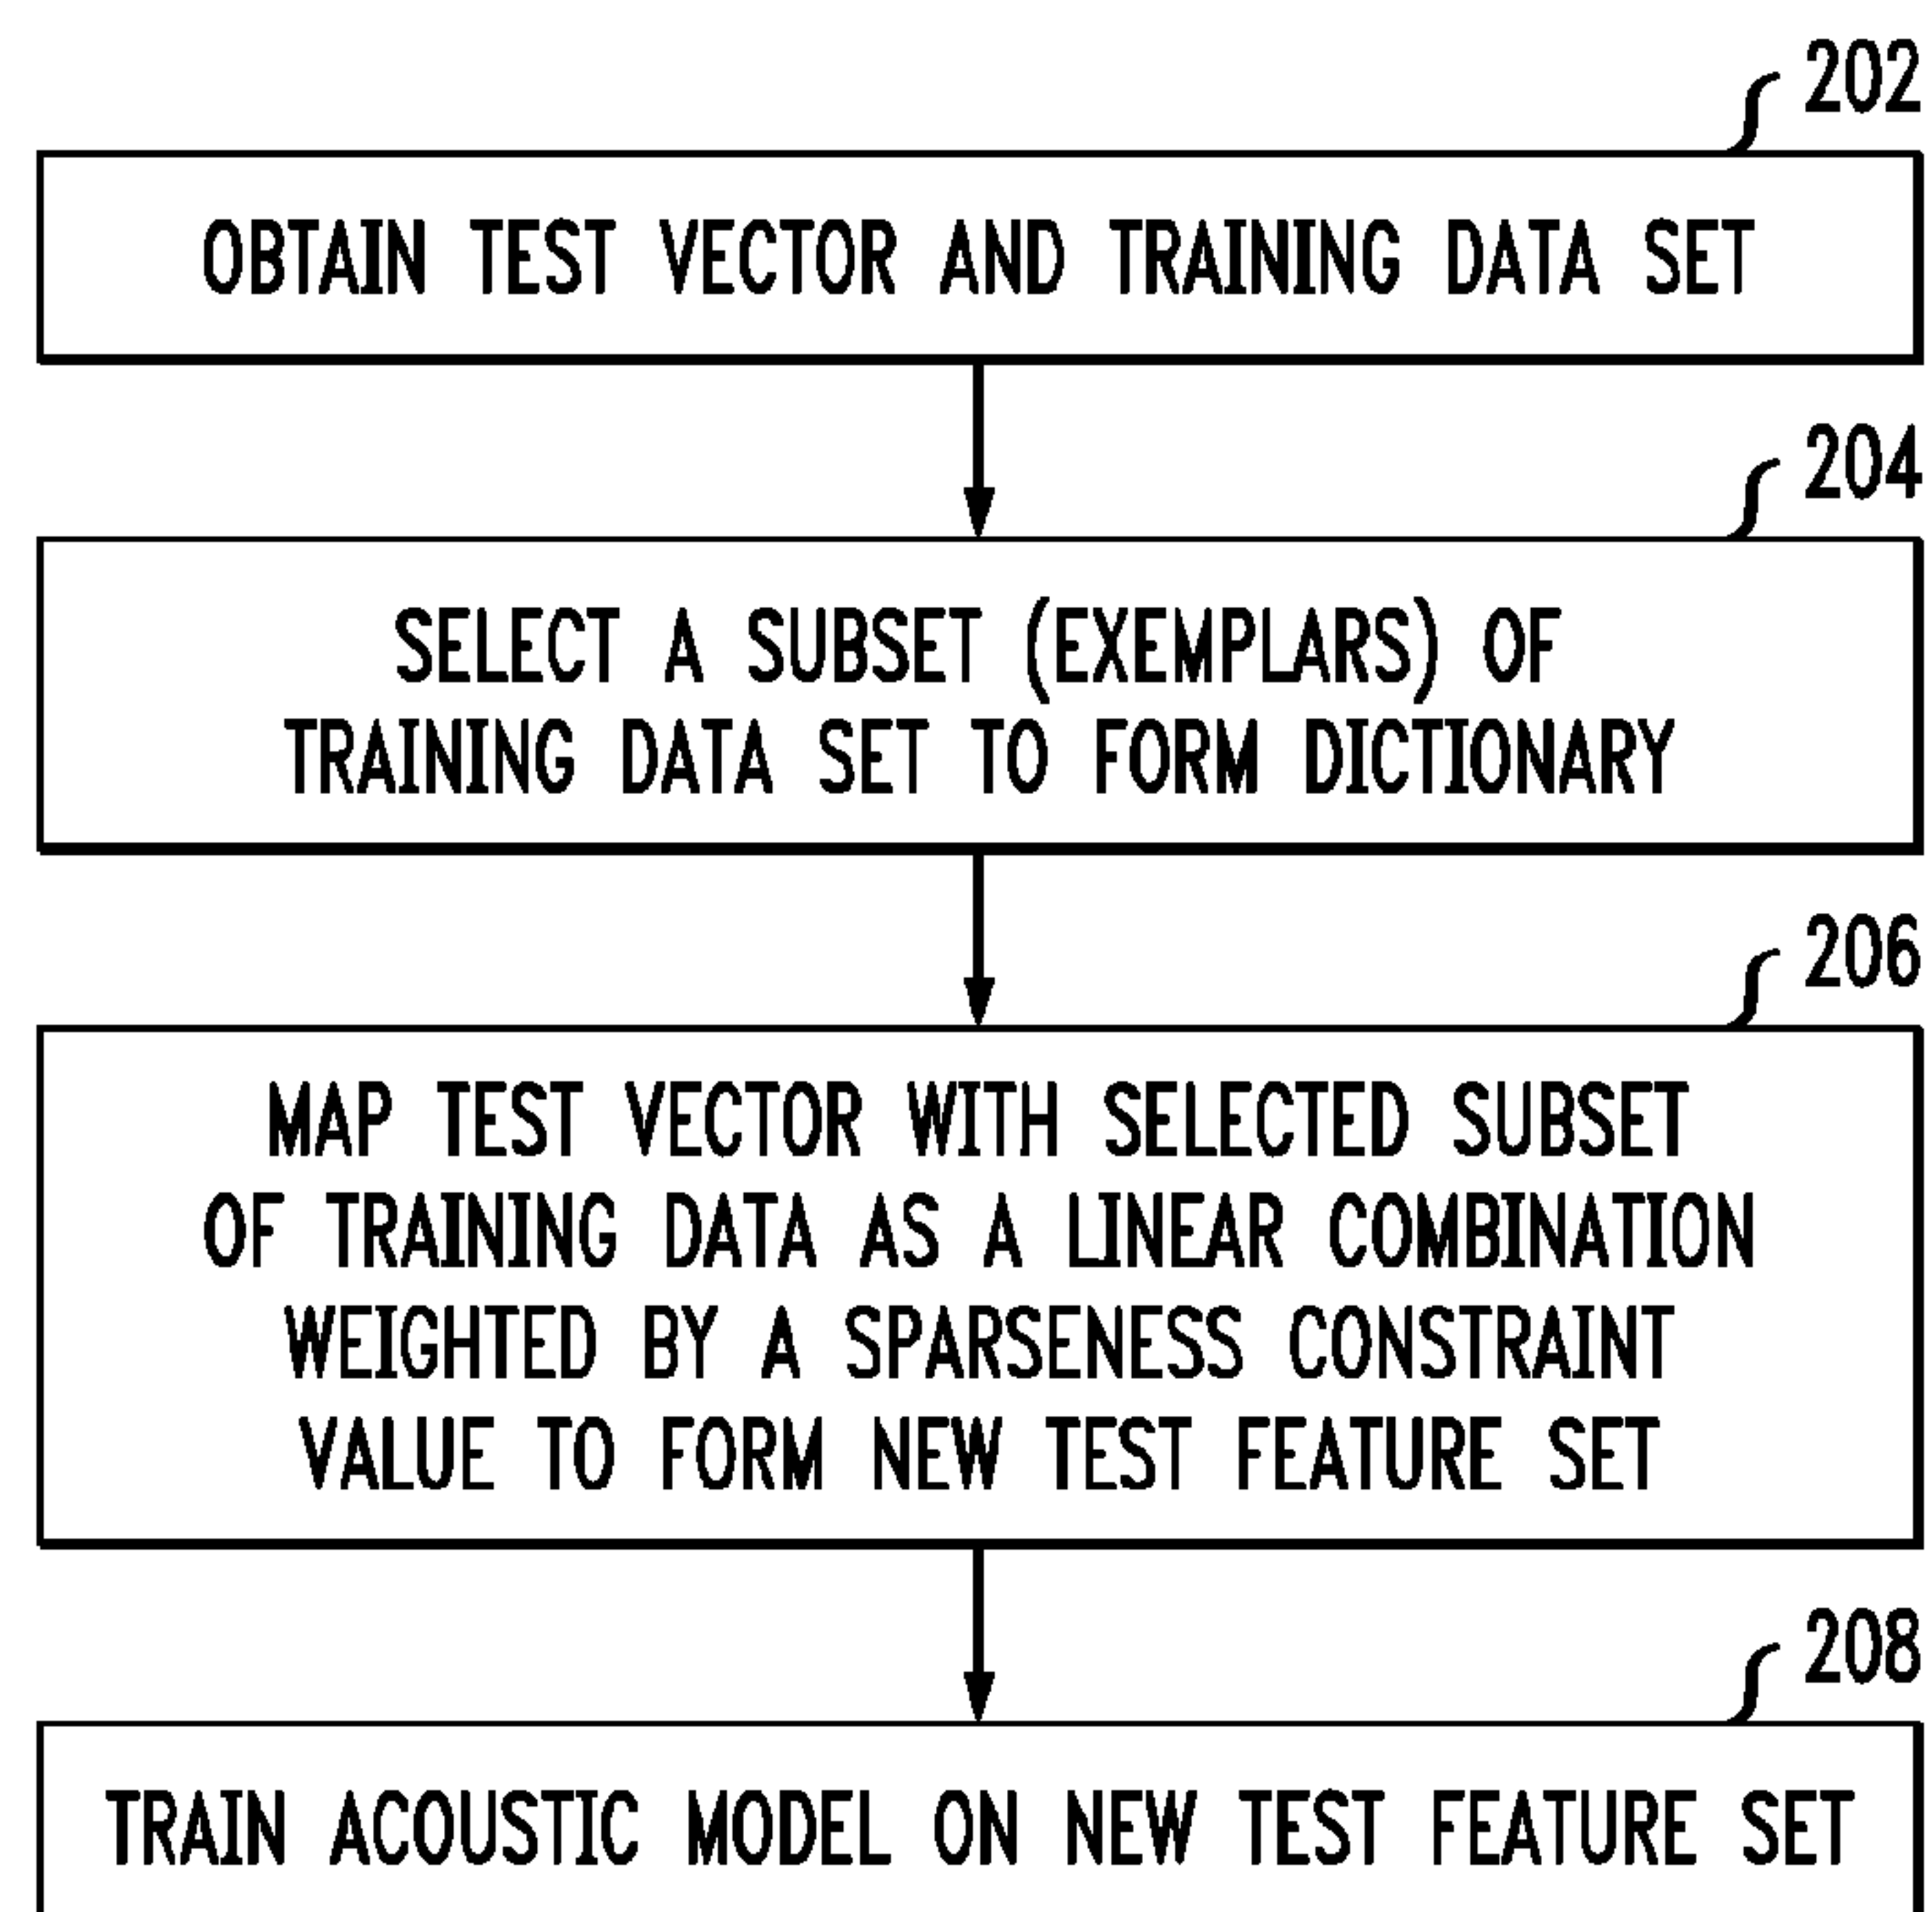 202
OBTAIN TEST VECTOR AND TRAINING DATA SET
204
SELECT A SUBSET (EXEMPLARS) OF
TRAINING DATA SET TO FORM DICTIONARY
206
MAP TEST VECTOR WITH SELECTED SUBSET
OF TRAINING DATA AS A LINEAR COMBINATION
WEIGHTED BY A SPARSENESS CONSTRAINT
VALUE TO FORM NEW TEST FEATURE SET
208
TRAIN ACOUSTIC MODEL ON NEW TEST FEATURE SET